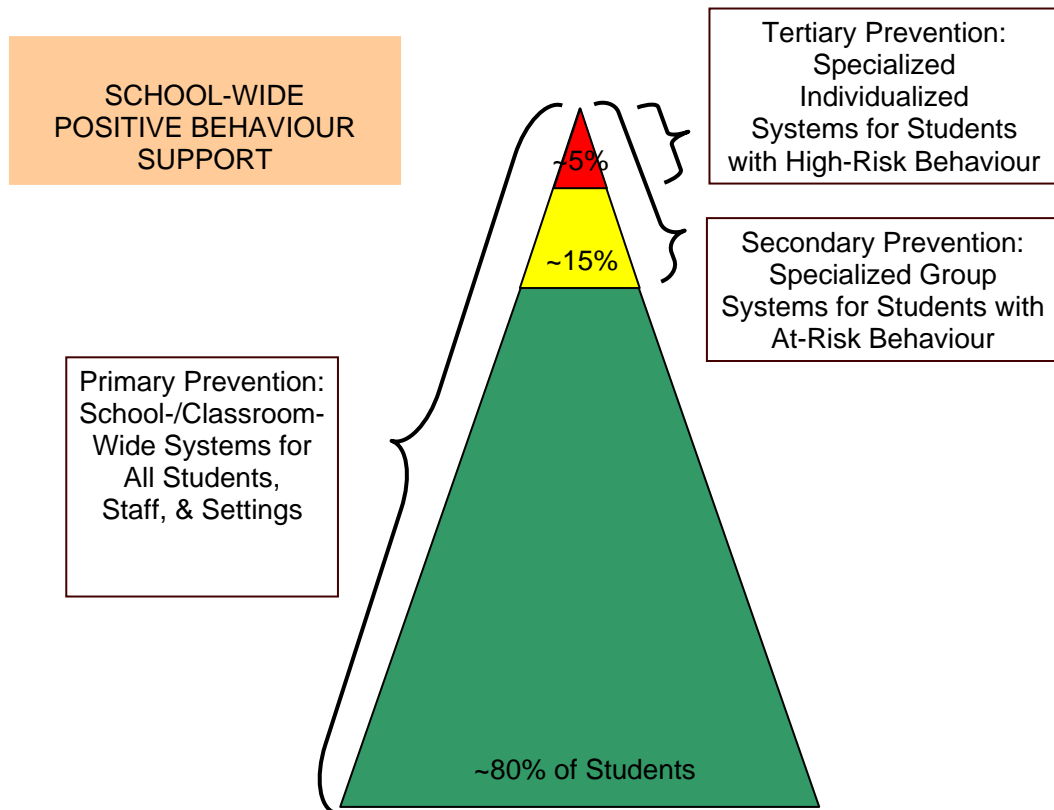 SCHOOL-WIDE
POSITIVE BEHAVIOUR
SUPPORT
Tertiary Prevention:
Specialized
Individualized
Systems for Students
with High-Risk Behaviour
~5%
Secondary Prevention:
Specialized Group
Systems for Students with
At-Risk Behaviour
~15%
Primary Prevention:
School-/Classroom-
Wide Systems for
All Students,
Staff, & Settings
~80% of Students